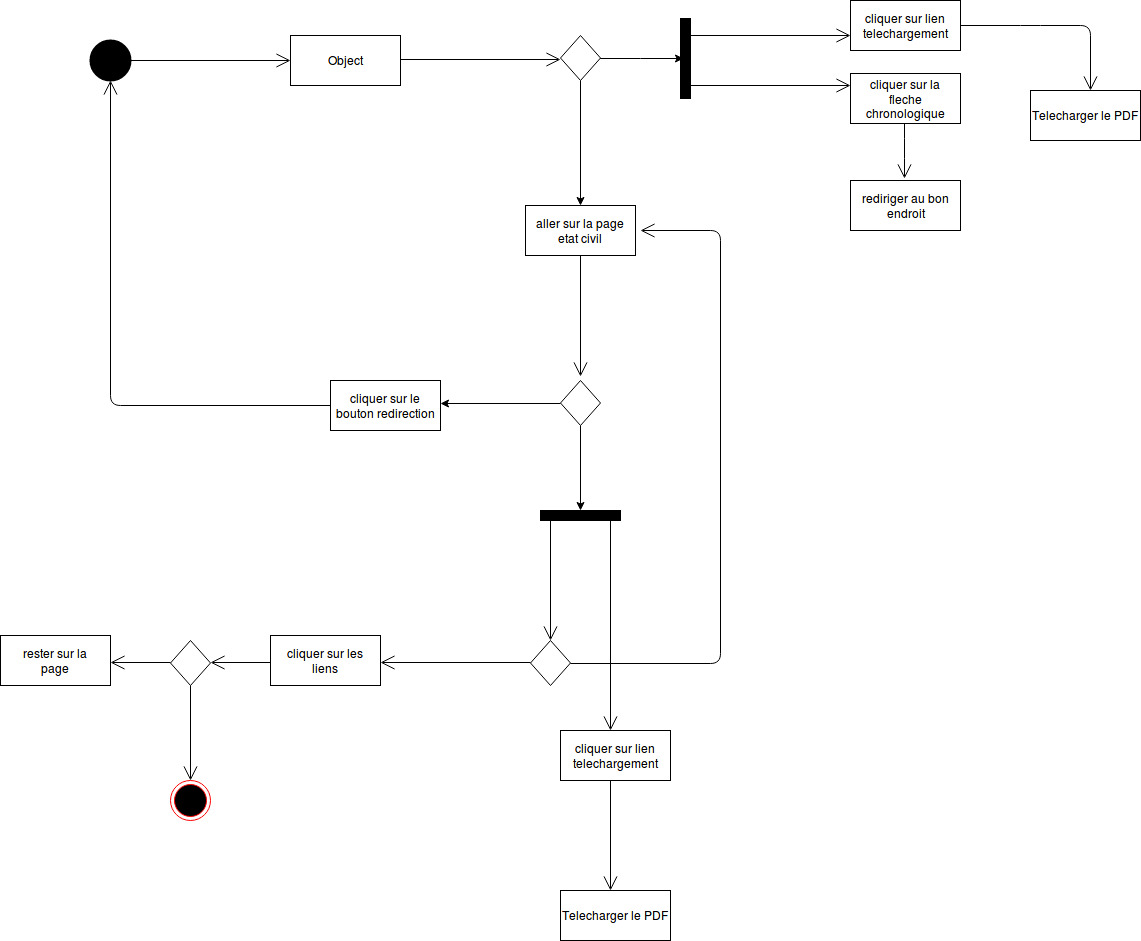 cliquer sur lien
telechargement
Object
cliquer sur la
fleche
chronologique
Telecharger le PDF
rediriger au bon
endroit
aller sur la page
etat civil
cliquer sur le
bouton redirection
rester sur la
page
cliquer sur les
liens
cliquer sur lien
telechargement
Telecharger le PDF